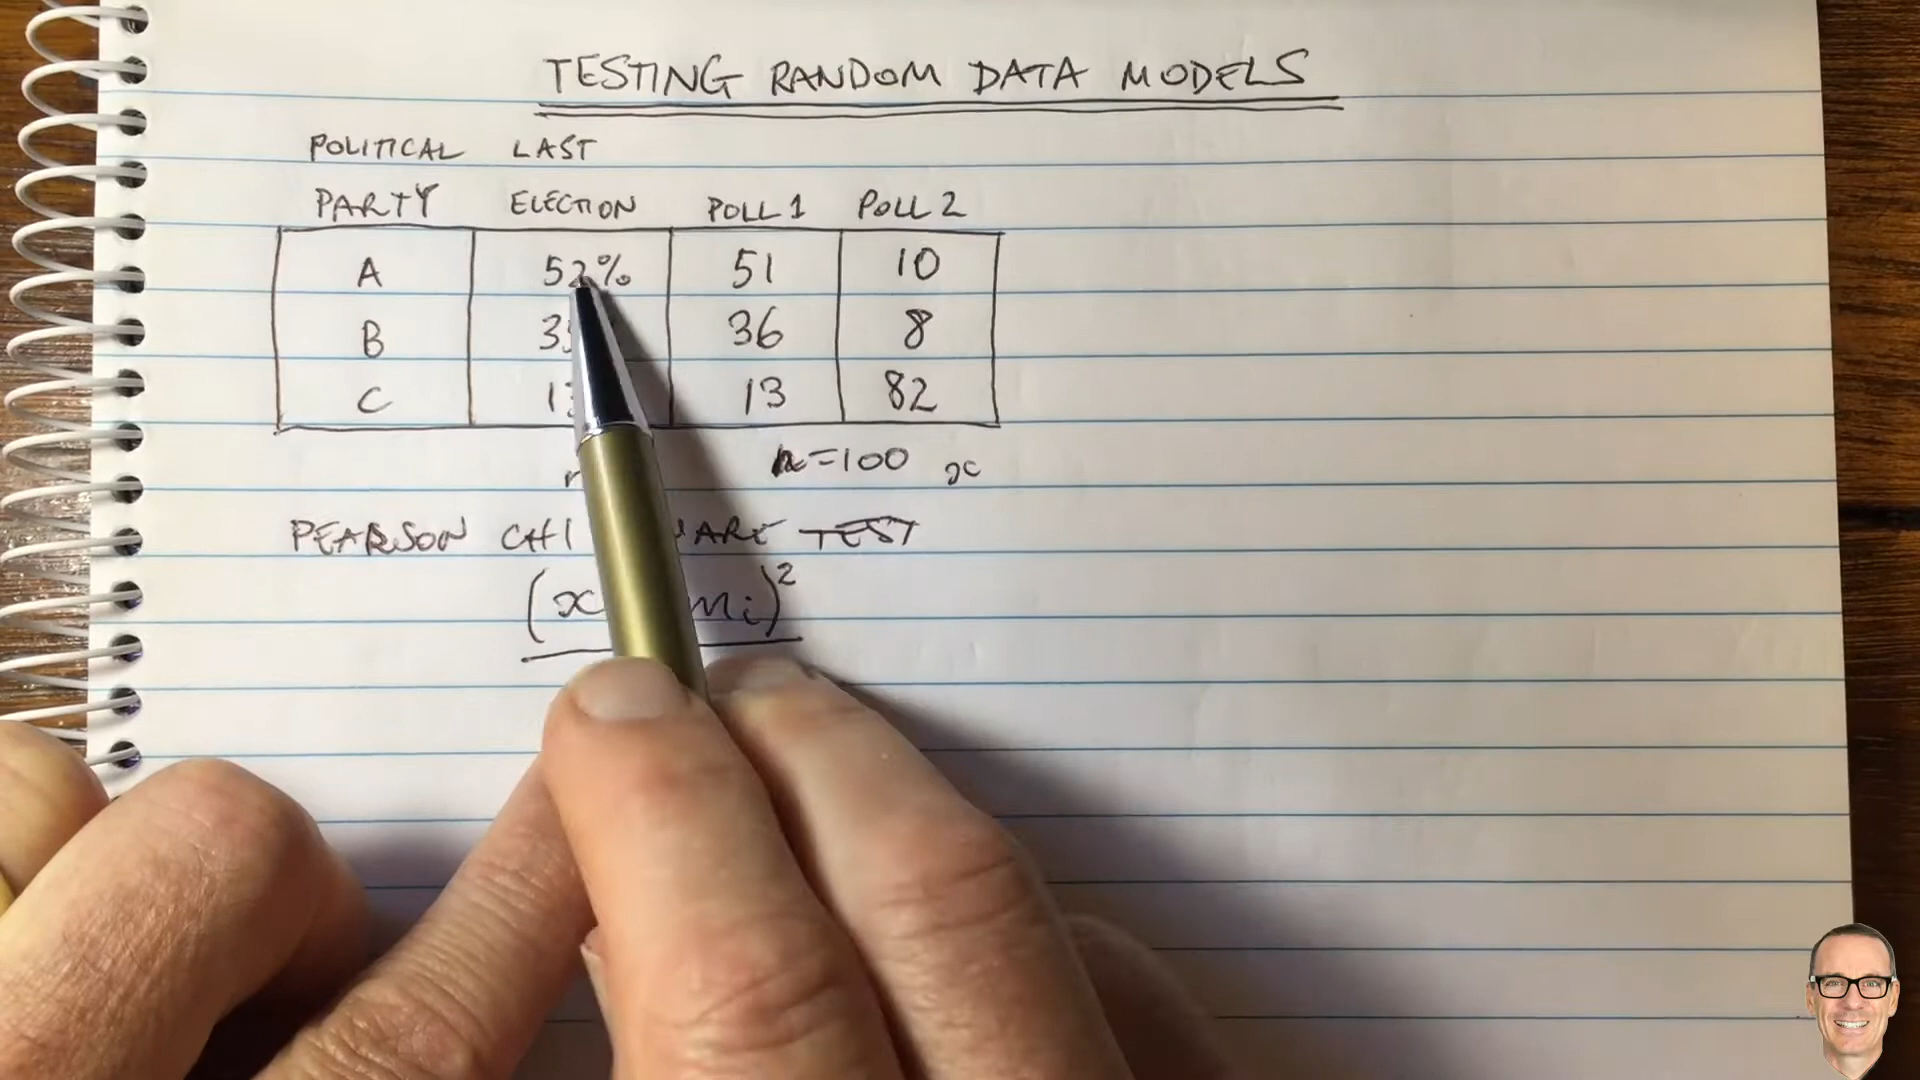 TESTING RANDOM DATA MODELS
POLITICAL LAST
PARTY ELECTION POLL 1 POLL 2
A 52% 51 10
B 36 8
C 13 82
n=100 x
PEARSON CHI TEST